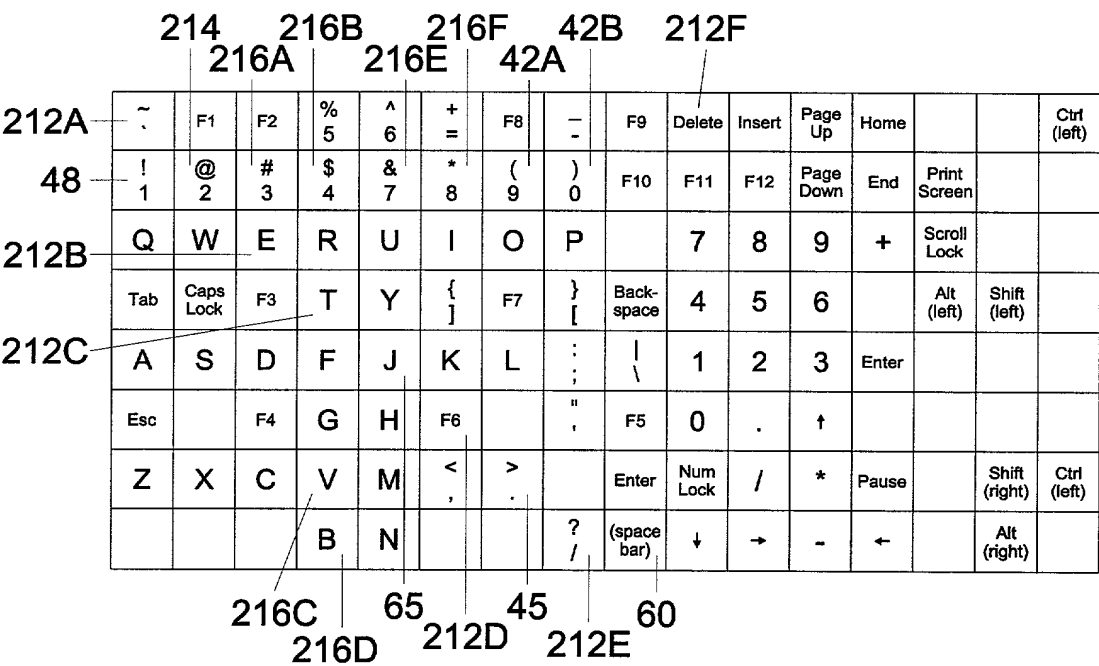 214 216B 216F 42B 212F
216A 216E 42A
212A ~ F1 F2 % ^ + F8 _ F9 Delete Insert Page Up Home Ctrl (left)
` 5 6 = -
48 ! @ # $ & * ( ) F10 F11 F12 Page Down End Print Screen
1 2 3 4 7 8 9 0
Q W E R U I O P 7 8 9 + Scroll Lock
212B
Tab Caps Lock F3 T Y { F7 } Back-space 4 5 6 Alt (left) Shift (left)
] [
212C
A S D F J K L : | 1 2 3 Enter
; \
Esc F4 G H F6 " F5 0 . ↑
'
Z X C V M < > Enter Num Lock / * Pause Shift (right) Ctrl (left)
, .
B N ? (space bar) ↓ → - ← Alt (right)
/
216C 65 45 60
216D 212D 212E